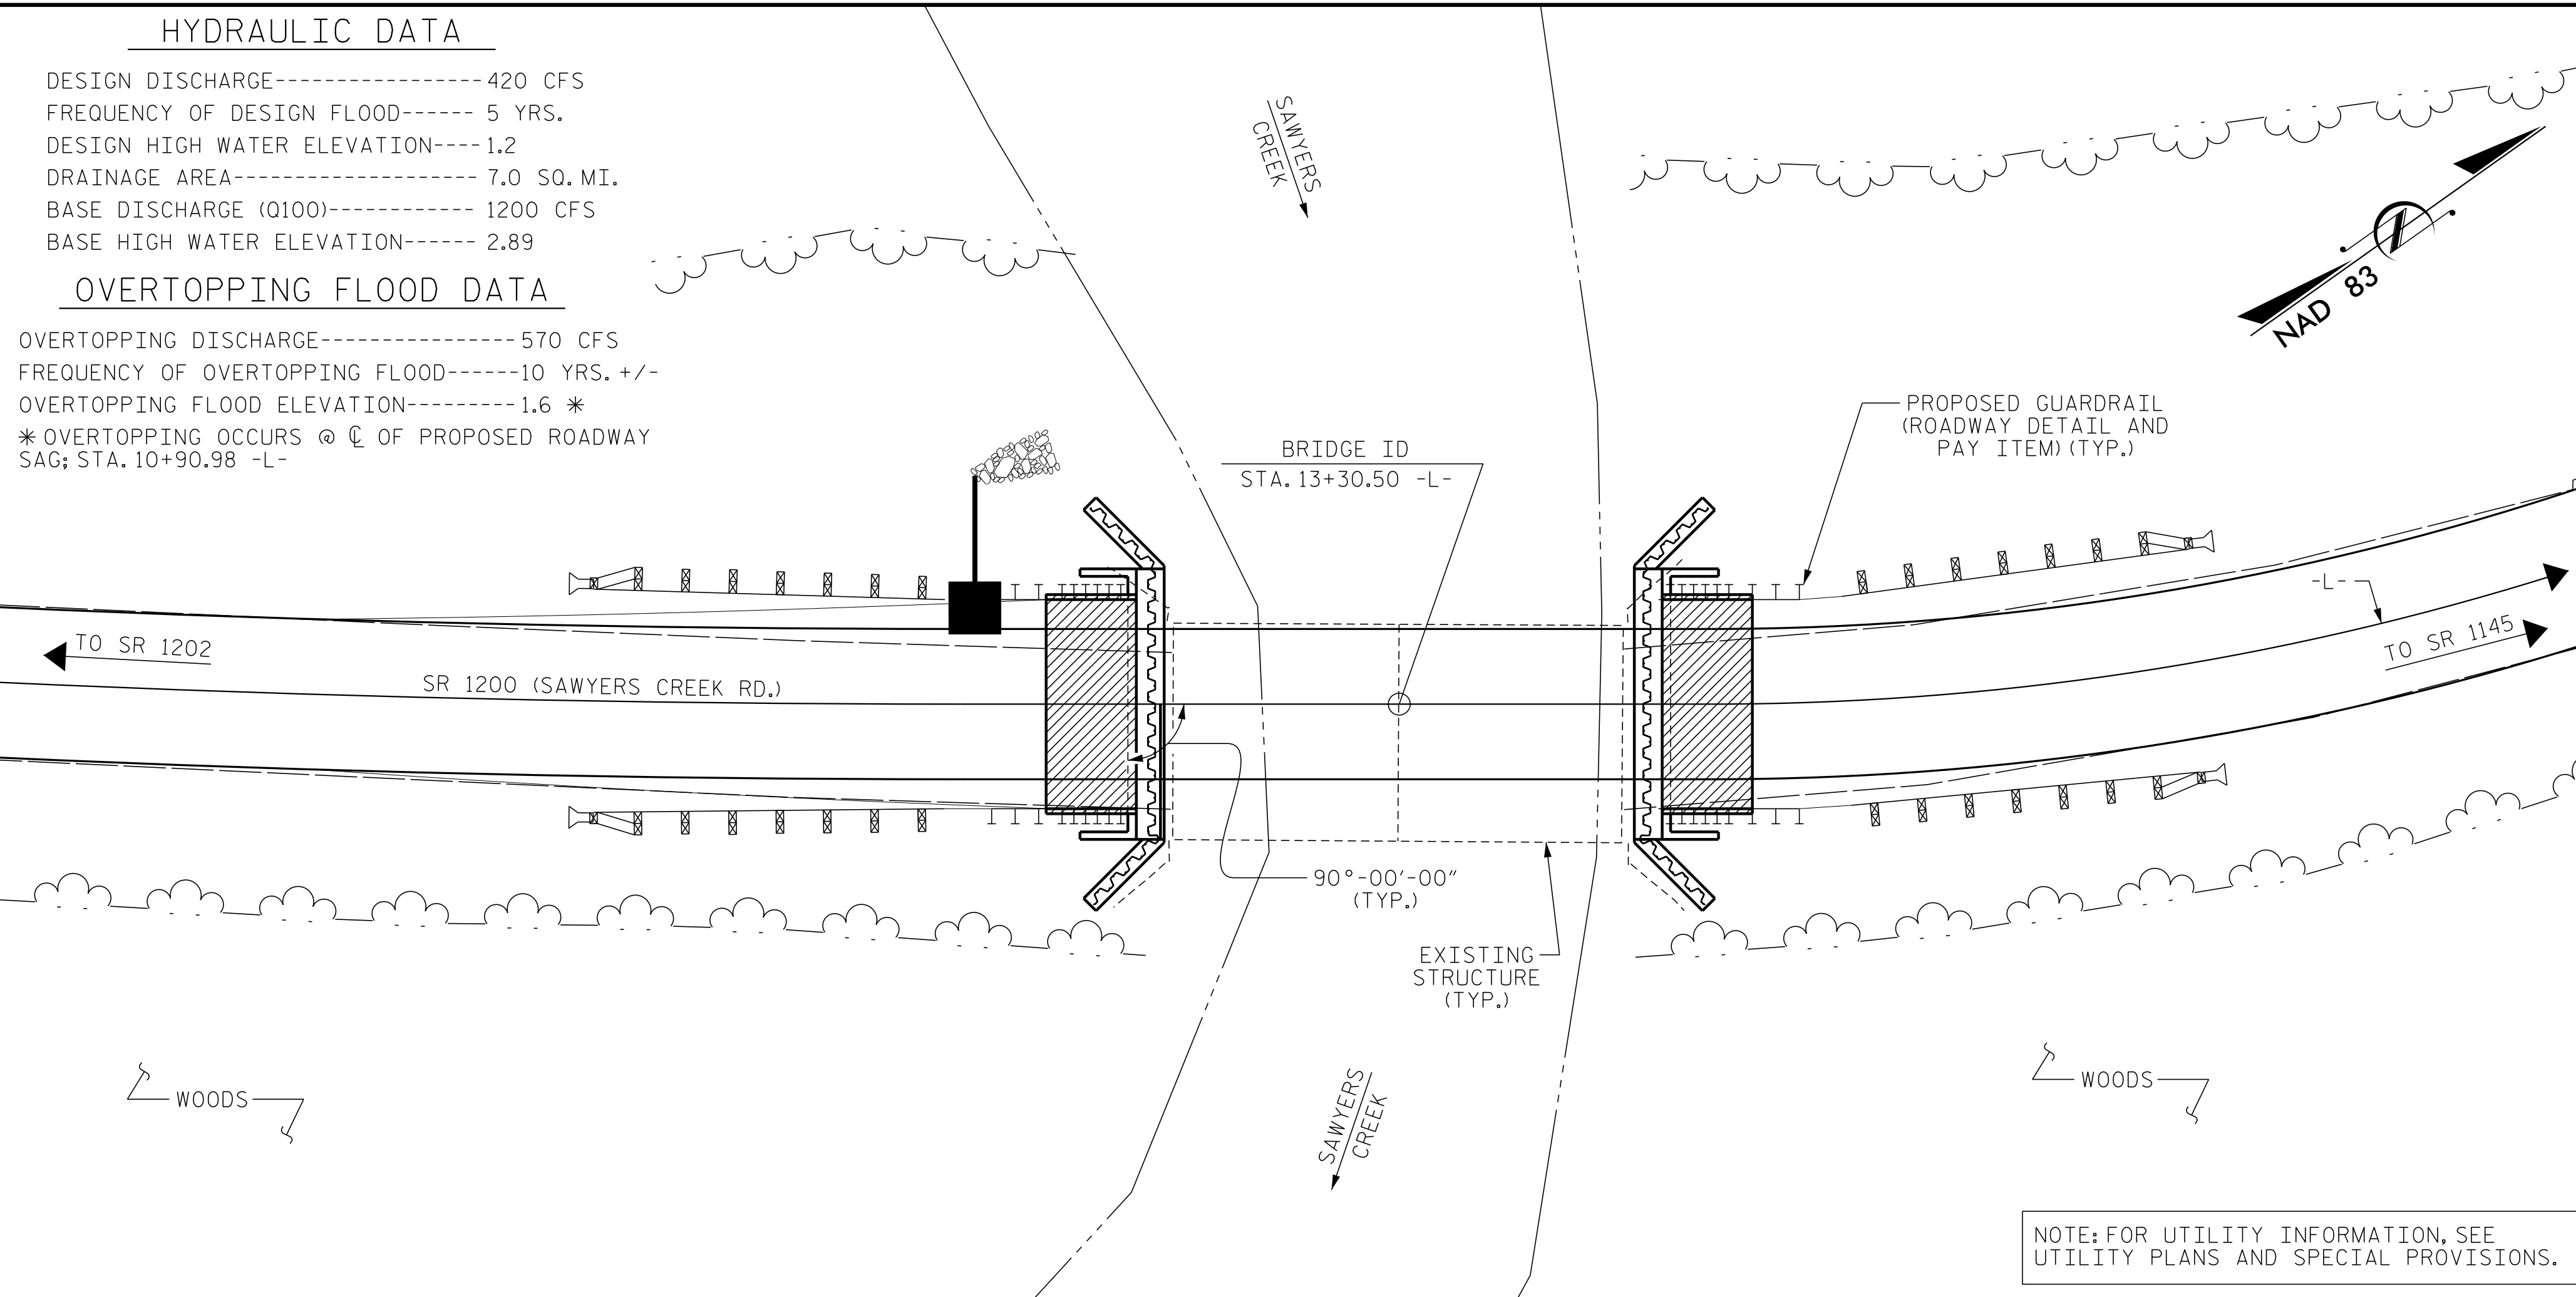 HYDRAULIC DATA
DESIGN DISCHARGE-----------------420 CFS
FREQUENCY OF DESIGN FLOOD------ 5 YRS.
DESIGN HIGH WATER ELEVATION----1.2
DRAINAGE AREA-------------------- 7.0 SQ. MI.
BASE DISCHARGE (Q100)------------ 1200 CFS
BASE HIGH WATER ELEVATION------ 2.89
OVERTOPPING FLOOD DATA
OVERTOPPING DISCHARGE----------------570 CFS
FREQUENCY OF OVERTOPPING FLOOD------10 YRS. +/-
OVERTOPPING FLOOD ELEVATION---------1.6 *
* OVERTOPPING OCCURS @ ℄ OF PROPOSED ROADWAY
SAG; STA. 10+90.98 -L-
SAWYERS
CREEK
NAD 83
BRIDGE ID
STA. 13+30.50 -L-
PROPOSED GUARDRAIL
(ROADWAY DETAIL AND
PAY ITEM) (TYP.)
-L-
TO SR 1202
SR 1200 (SAWYERS CREEK RD.)
TO SR 1145
90°-00'-00"
(TYP.)
EXISTING
STRUCTURE
(TYP.)
SAWYERS
CREEK
WOODS
WOODS
NOTE: FOR UTILITY INFORMATION, SEE
UTILITY PLANS AND SPECIAL PROVISIONS.